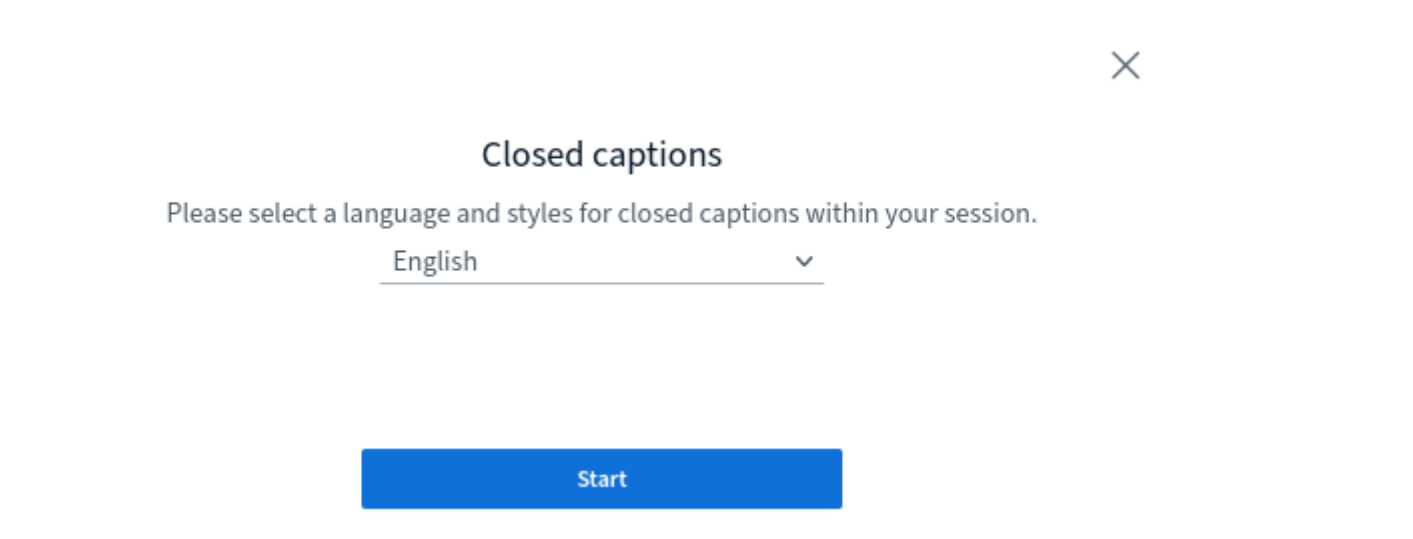 Closed captions
Please select a language and styles for closed captions within your session.
English
Start